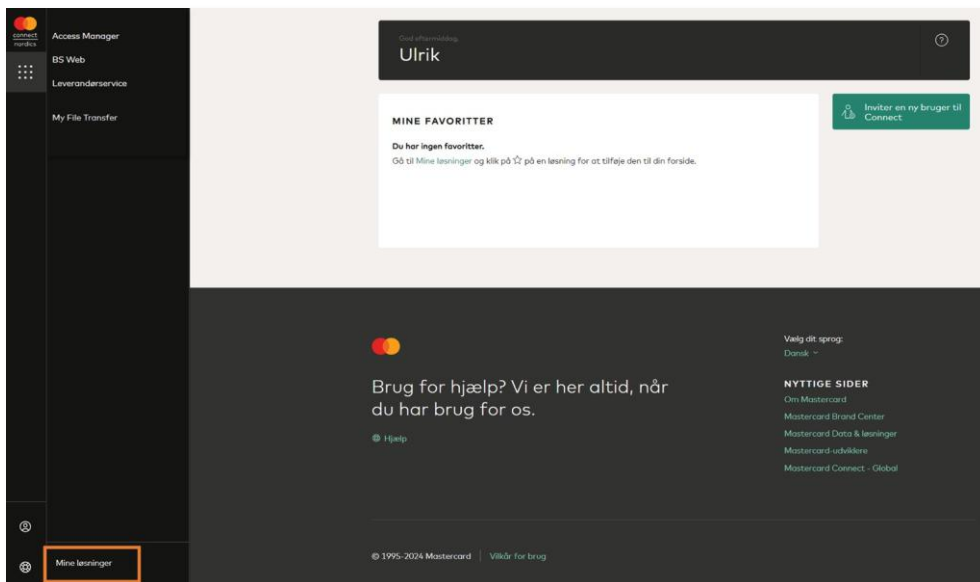 connect
nordics
Access Manager
BS Web
Leverandørservice
My File Transfer
Mine løsninger
God eftermiddag,
Ulrik
MINE FAVORITTER
Du har ingen favoritter.
Gå til Mine løsninger og klik på ☆ på en løsning for at tilføje den til din forside.
Inviter en ny bruger til
Connect
Brug for hjælp? Vi er her altid, når
du har brug for os.
Hjælp
Vælg dit sprog:
Dansk
NYTTIGE SIDER
Om Mastercard
Mastercard Brand Center
Mastercard Data & løsninger
Mastercard-udviklere
Mastercard Connect - Global
© 1995-2024 Mastercard | Vilkår for brug